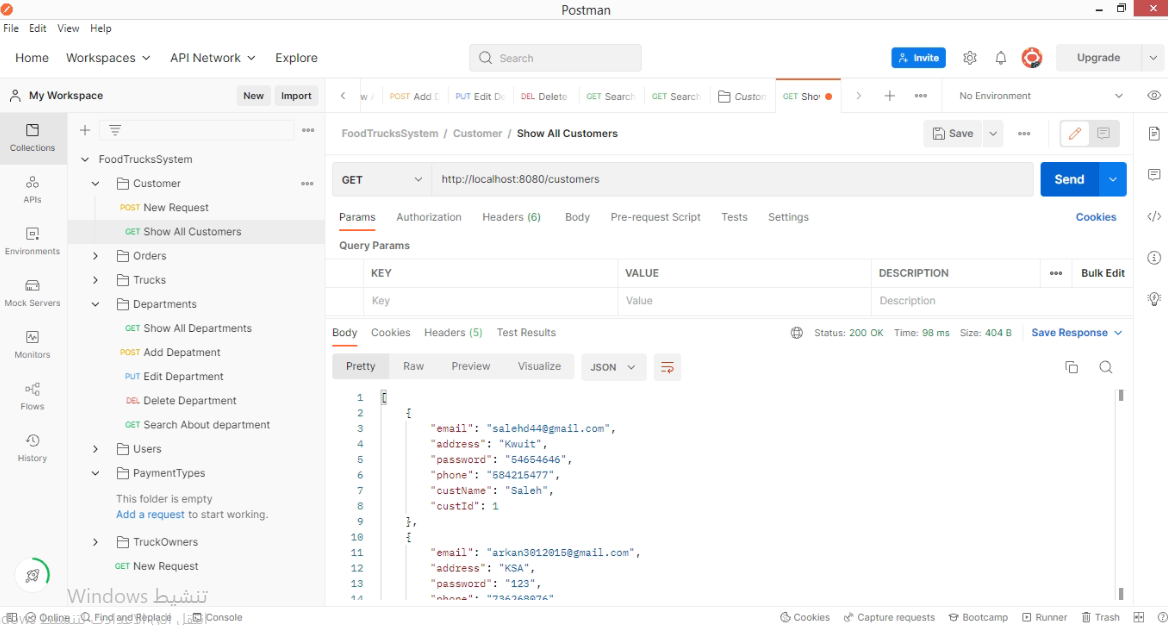 Postman
File Edit View Help
Home Workspaces API Network Explore Search Invite Upgrade
My Workspace New Import
w A POST Add D PUT Edit De DEL Delete GET Search GET Search Custom GET Show No Environment
Collections
APIs
Environments
Mock Servers
Monitors
Flows
History
FoodTrucksSystem
Customer
POST New Request
GET Show All Customers
Orders
Trucks
Departments
GET Show All Departments
POST Add Depatment
PUT Edit Department
DEL Delete Department
GET Search About department
Users
PaymentTypes
This folder is empty
Add a request to start working.
TruckOwners
GET New Request
FoodTrucksSystem / Customer / Show All Customers Save
GET http://localhost:8080/customers Send
Params Authorization Headers (6) Body Pre-request Script Tests Settings Cookies
Query Params
KEY VALUE DESCRIPTION Bulk Edit
Key Value Description
Body Cookies Headers (5) Test Results Status: 200 OK Time: 98 ms Size: 404 B Save Response
Pretty Raw Preview Visualize JSON
1 [
2 {
3 "email": "salehd44@gmail.com",
4 "address": "Kwuit",
5 "password": "54654646",
6 "phone": "584215477",
7 "custName": "Saleh",
8 "custId": 1
9 },
10 {
11 "email": "arkan3012015@gmail.com",
12 "address": "KSA",
13 "password": "123",
14 "phone": "736268076"
تنشيط Windows
Online Find and Replace Console Cookies Capture requests Bootcamp Runner Trash